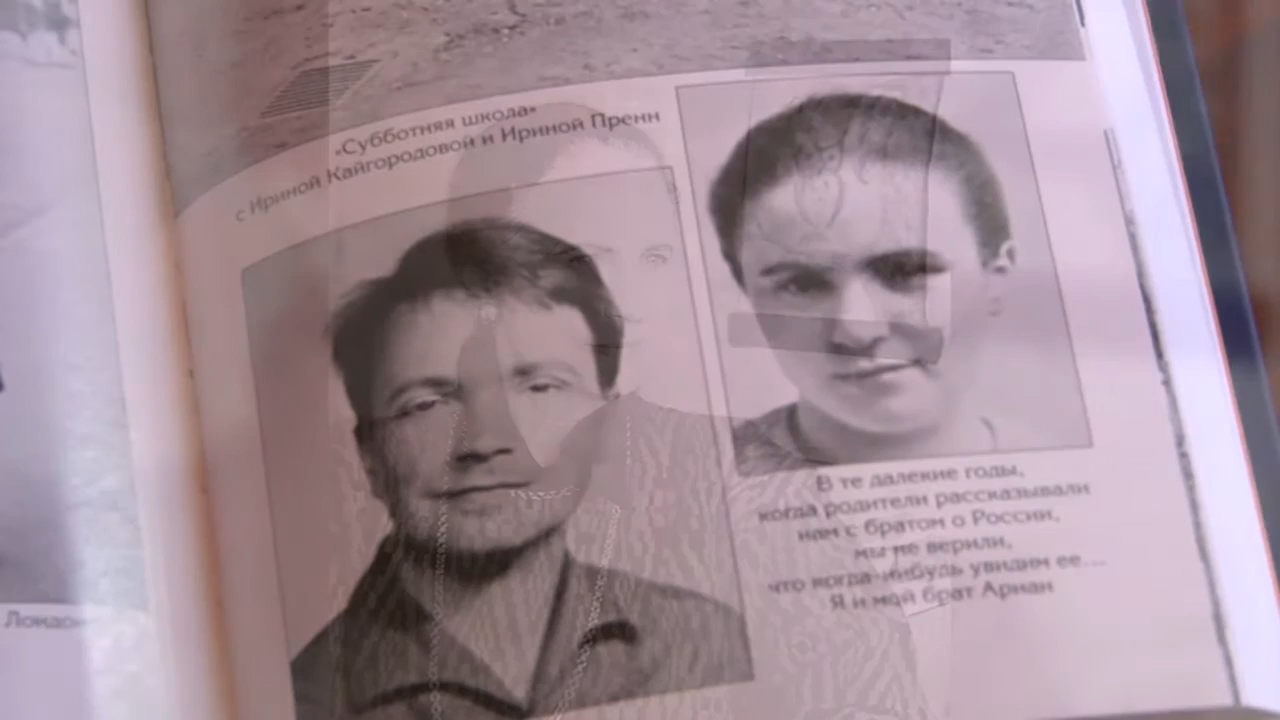 «Субботняя школа»
с Ириной Кайгородовой и Ириной Пренн
В те далекие годы,
когда родители рассказывали
нам с братом о России,
мы не верили,
что когда-нибудь увидим ее...
Я и мой брат Арнан
Лондон